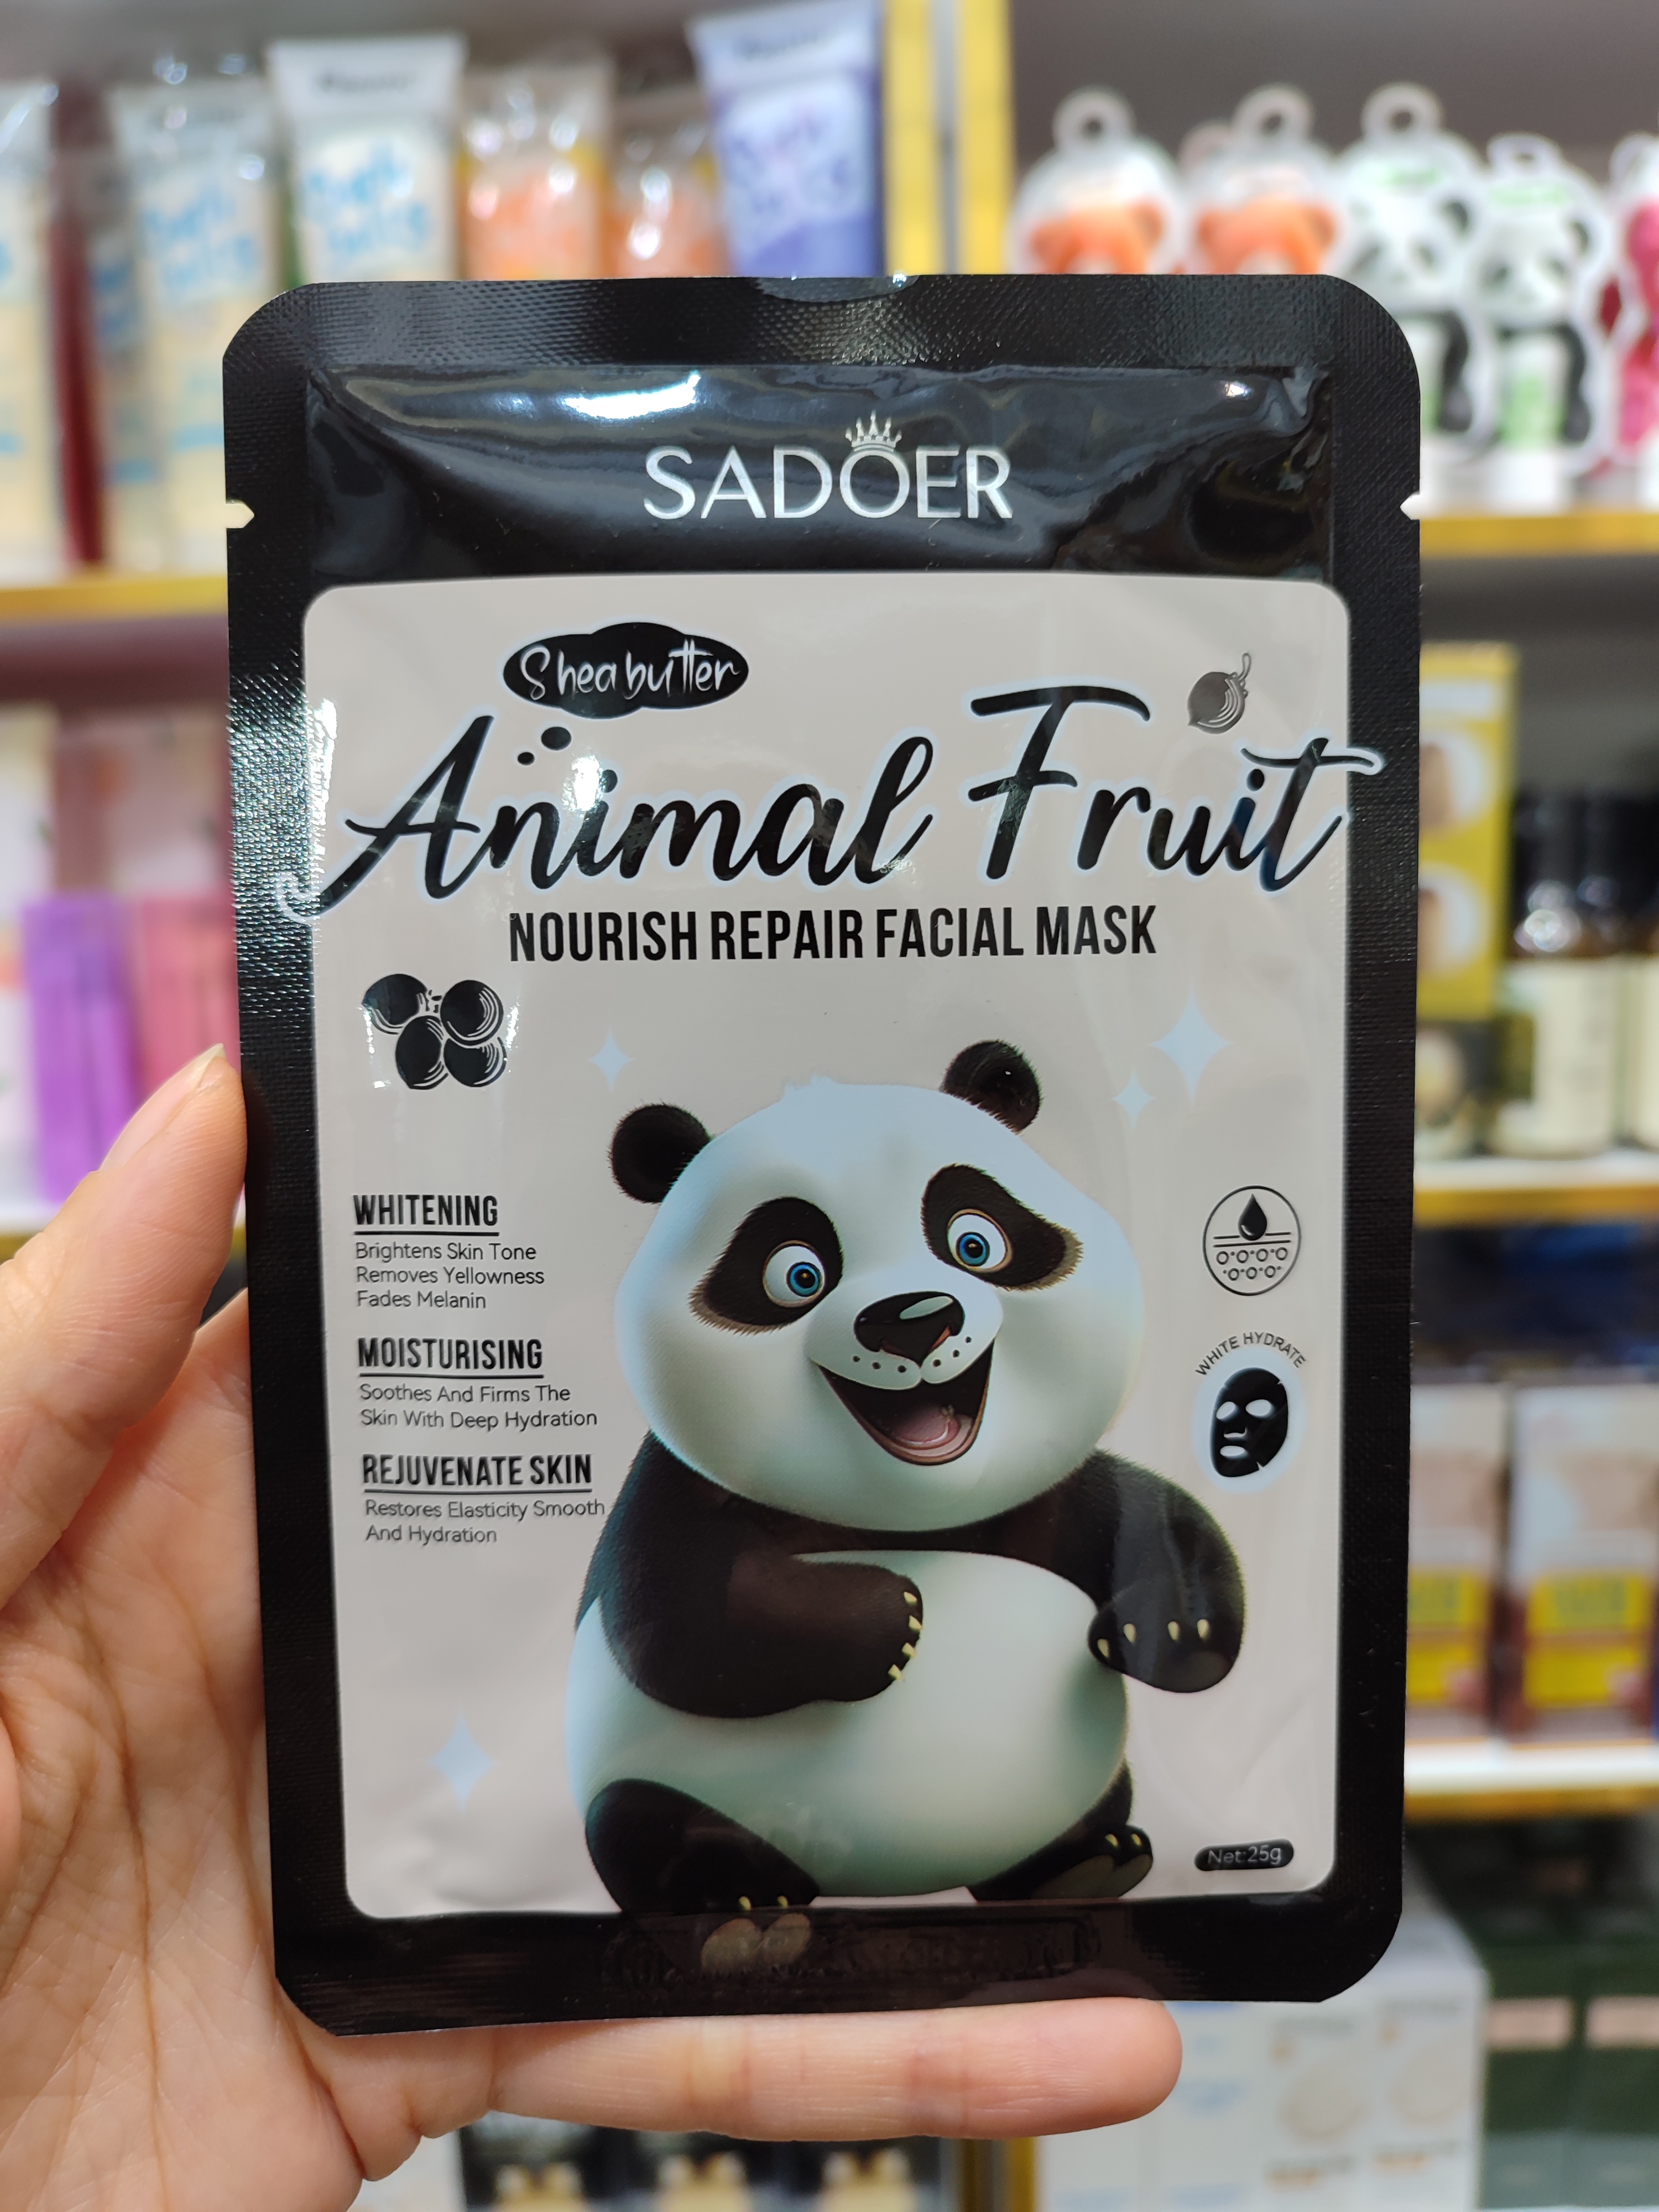 SADOER
Sheabutter
Animal Fruit
NOURISH REPAIR FACIAL MASK
WHITENING
Brightens Skin Tone
Removes Yellowness
Fades Melanin
MOISTURISING
Soothes And Firms The
Skin With Deep Hydration
REJUVENATE SKIN
Restores Elasticity Smooth
And Hydration
WHITE HYDRATE
Net:25g